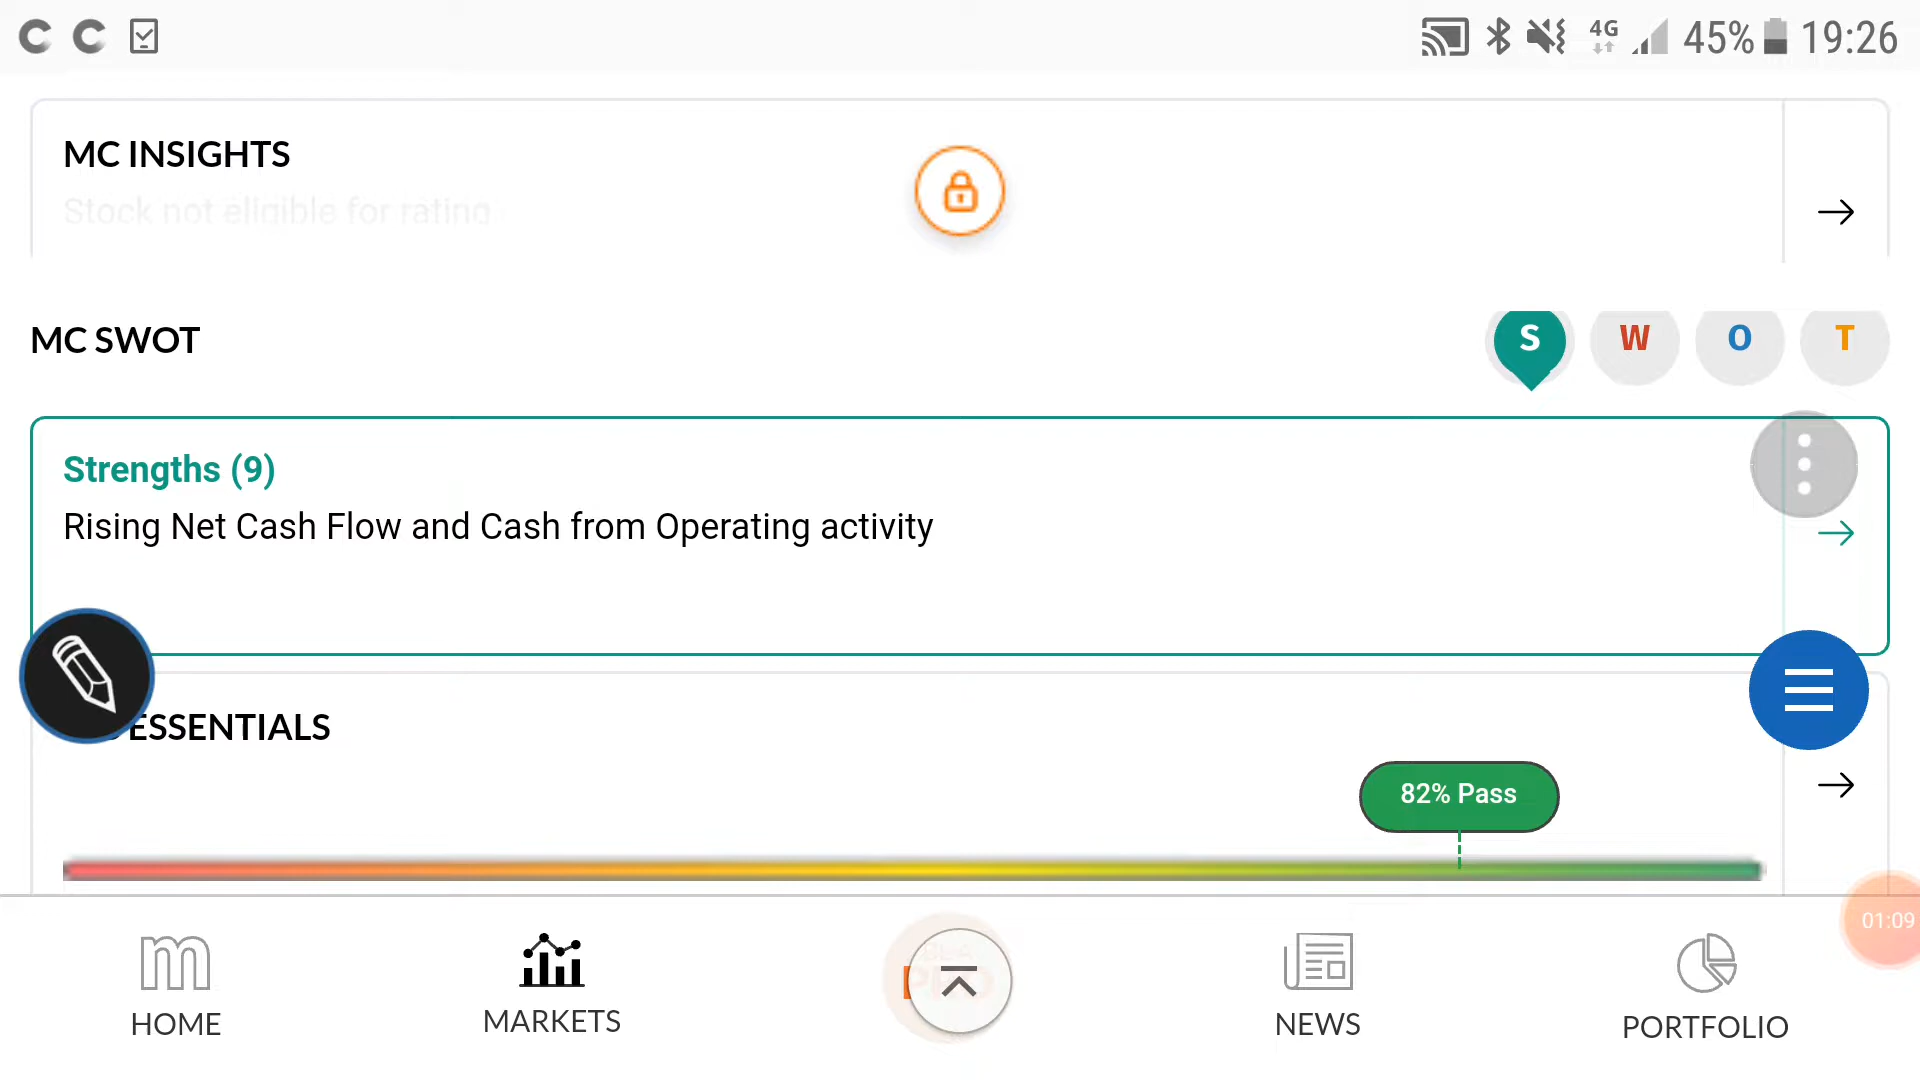 4G 45% 19:26
MC INSIGHTS
Stock not eligible for rating
MC SWOT
S W O T
Strengths (9)
Rising Net Cash Flow and Cash from Operating activity
ESSENTIALS
82% Pass
01:09
HOME
MARKETS
PRO
NEWS
PORTFOLIO